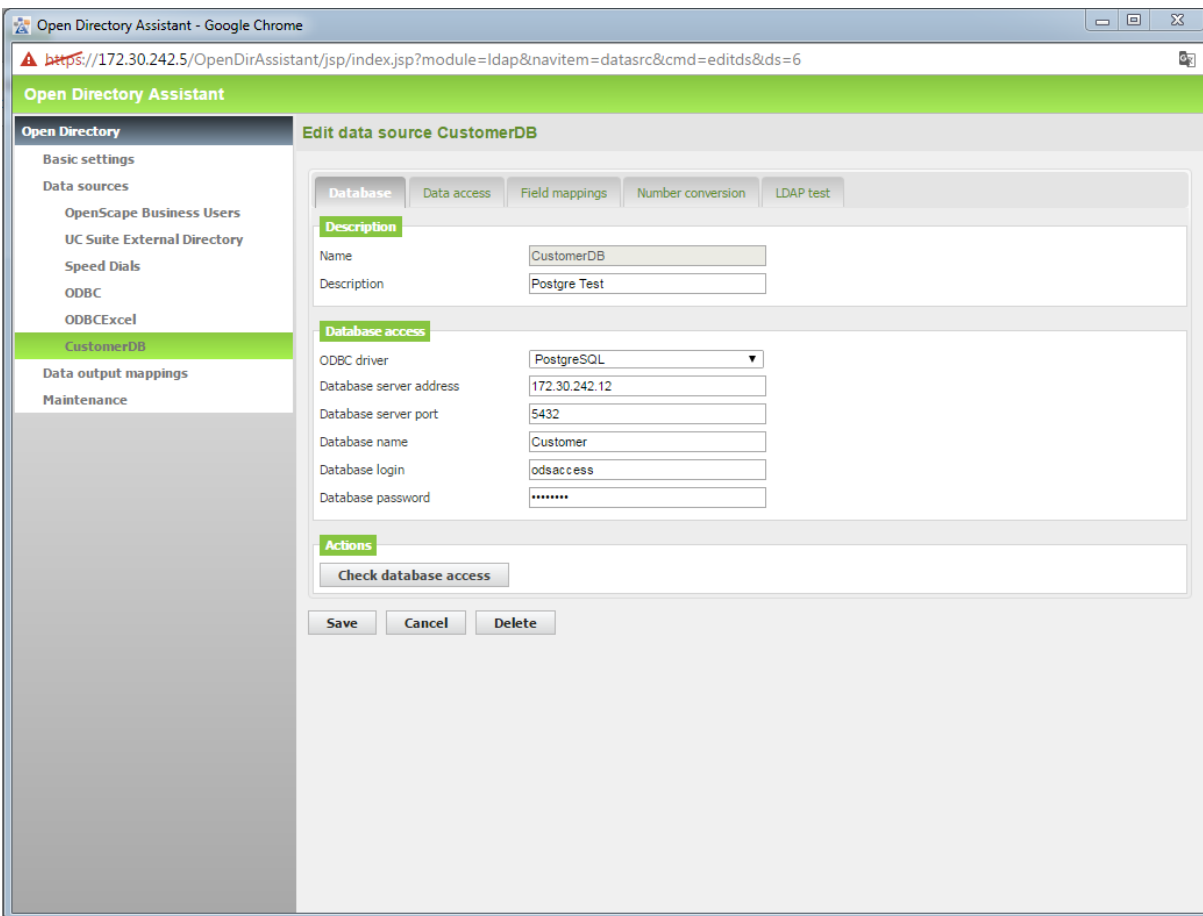 Open Directory Assistant - Google Chrome
https://172.30.242.5/OpenDirAssistant/jsp/index.jsp?module=ldap&navitem=datasrc&cmd=editds&ds=6
Open Directory Assistant
Open Directory
Basic settings
Data sources
OpenScape Business Users
UC Suite External Directory
Speed Dials
ODBC
ODBCExcel
CustomerDB
Data output mappings
Maintenance
Edit data source CustomerDB
Database Data access Field mappings Number conversion LDAP test
Description
Name CustomerDB
Description Postgre Test
Database access
ODBC driver PostgreSQL
Database server address 172.30.242.12
Database server port 5432
Database name Customer
Database login odsaccess
Database password ••••••••
Actions
Check database access
Save Cancel Delete